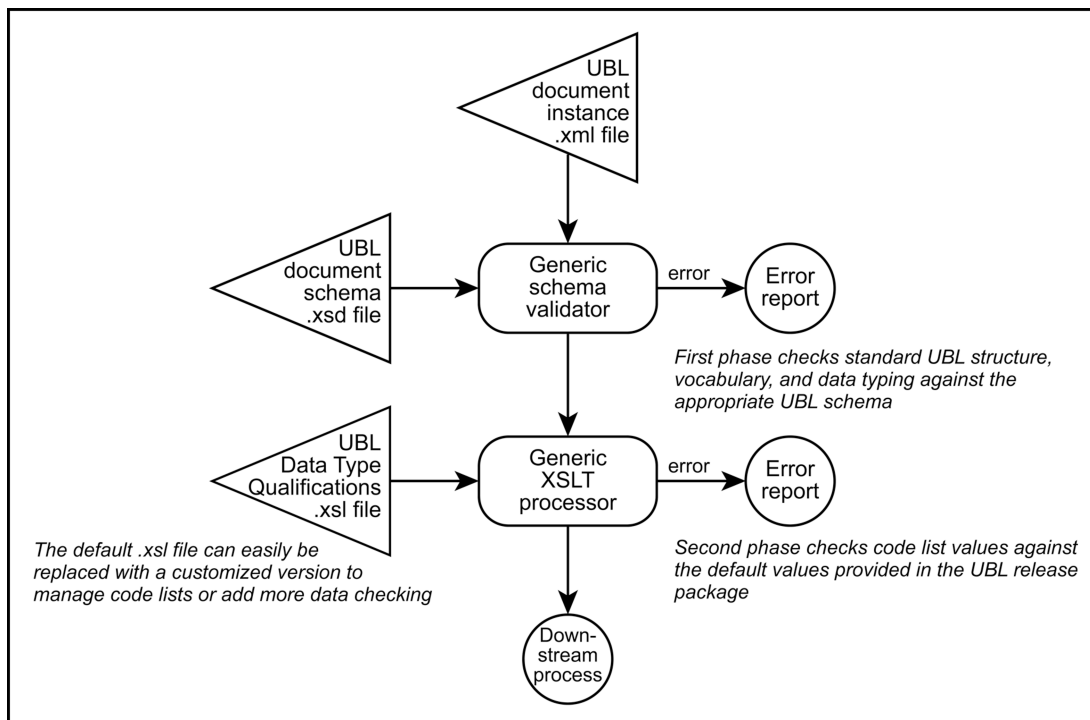 UBL
document
instance
.xml file
UBL
document
schema
.xsd file
Generic
schema
validator
error
Error
report
First phase checks standard UBL structure,
vocabulary, and data typing against the
appropriate UBL schema
UBL
Data Type
Qualifications
.xsl file
Generic
XSLT
processor
error
Error
report
The default .xsl file can easily be
replaced with a customized version to
manage code lists or add more data checking
Second phase checks code list values against
the default values provided in the UBL release
package
Down-
stream
process